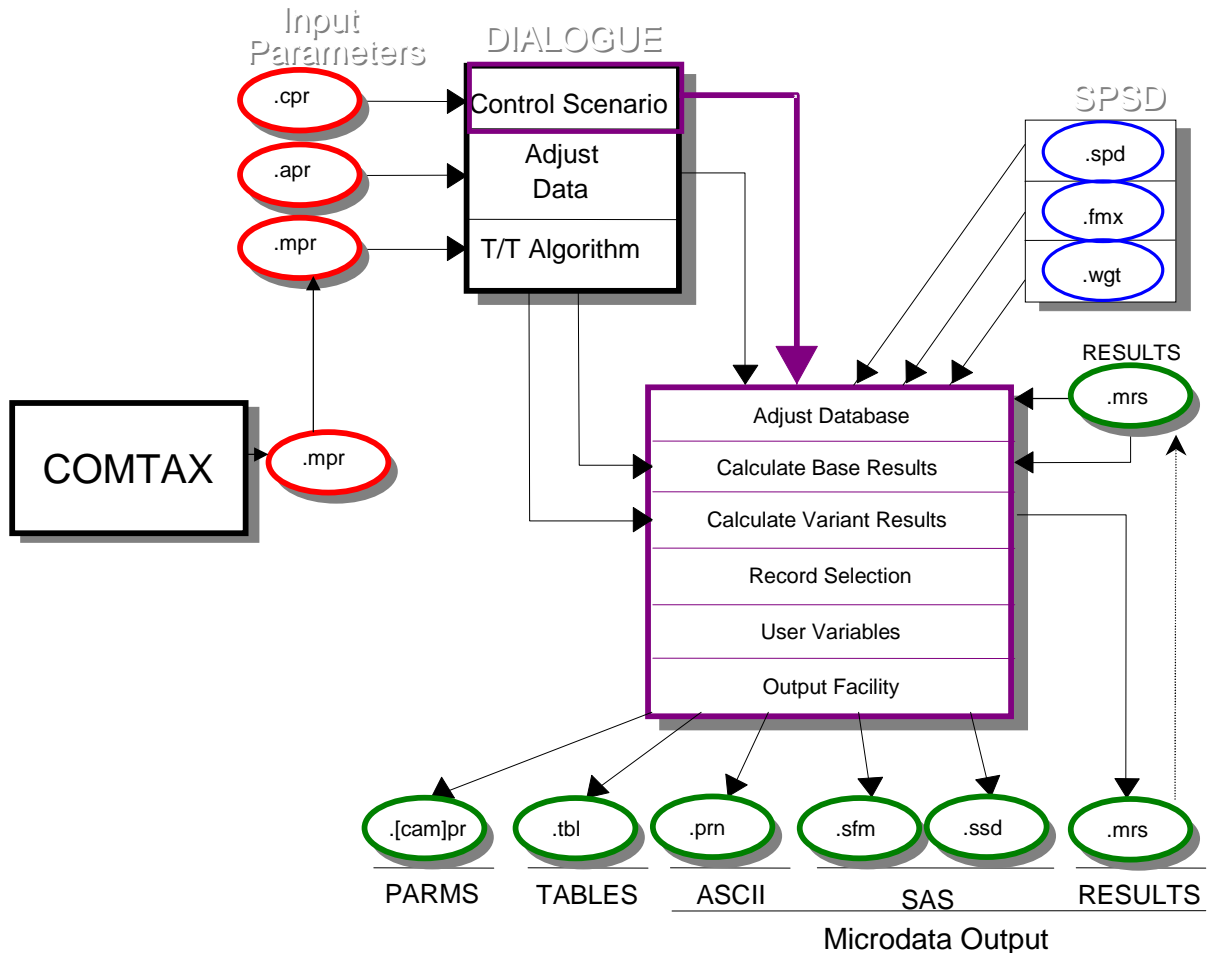 Input
Parameters
DIALOGUE
SPSD
.cpr
.apr
.mpr
Control Scenario
Adjust
Data
T/T Algorithm
.spd
.fmx
.wgt
RESULTS
.mrs
COMTAX
.mpr
Adjust Database
Calculate Base Results
Calculate Variant Results
Record Selection
User Variables
Output Facility
.[cam]pr
.tbl
.prn
.sfm
.ssd
.mrs
PARMS
TABLES
ASCII
SAS
RESULTS
Microdata Output